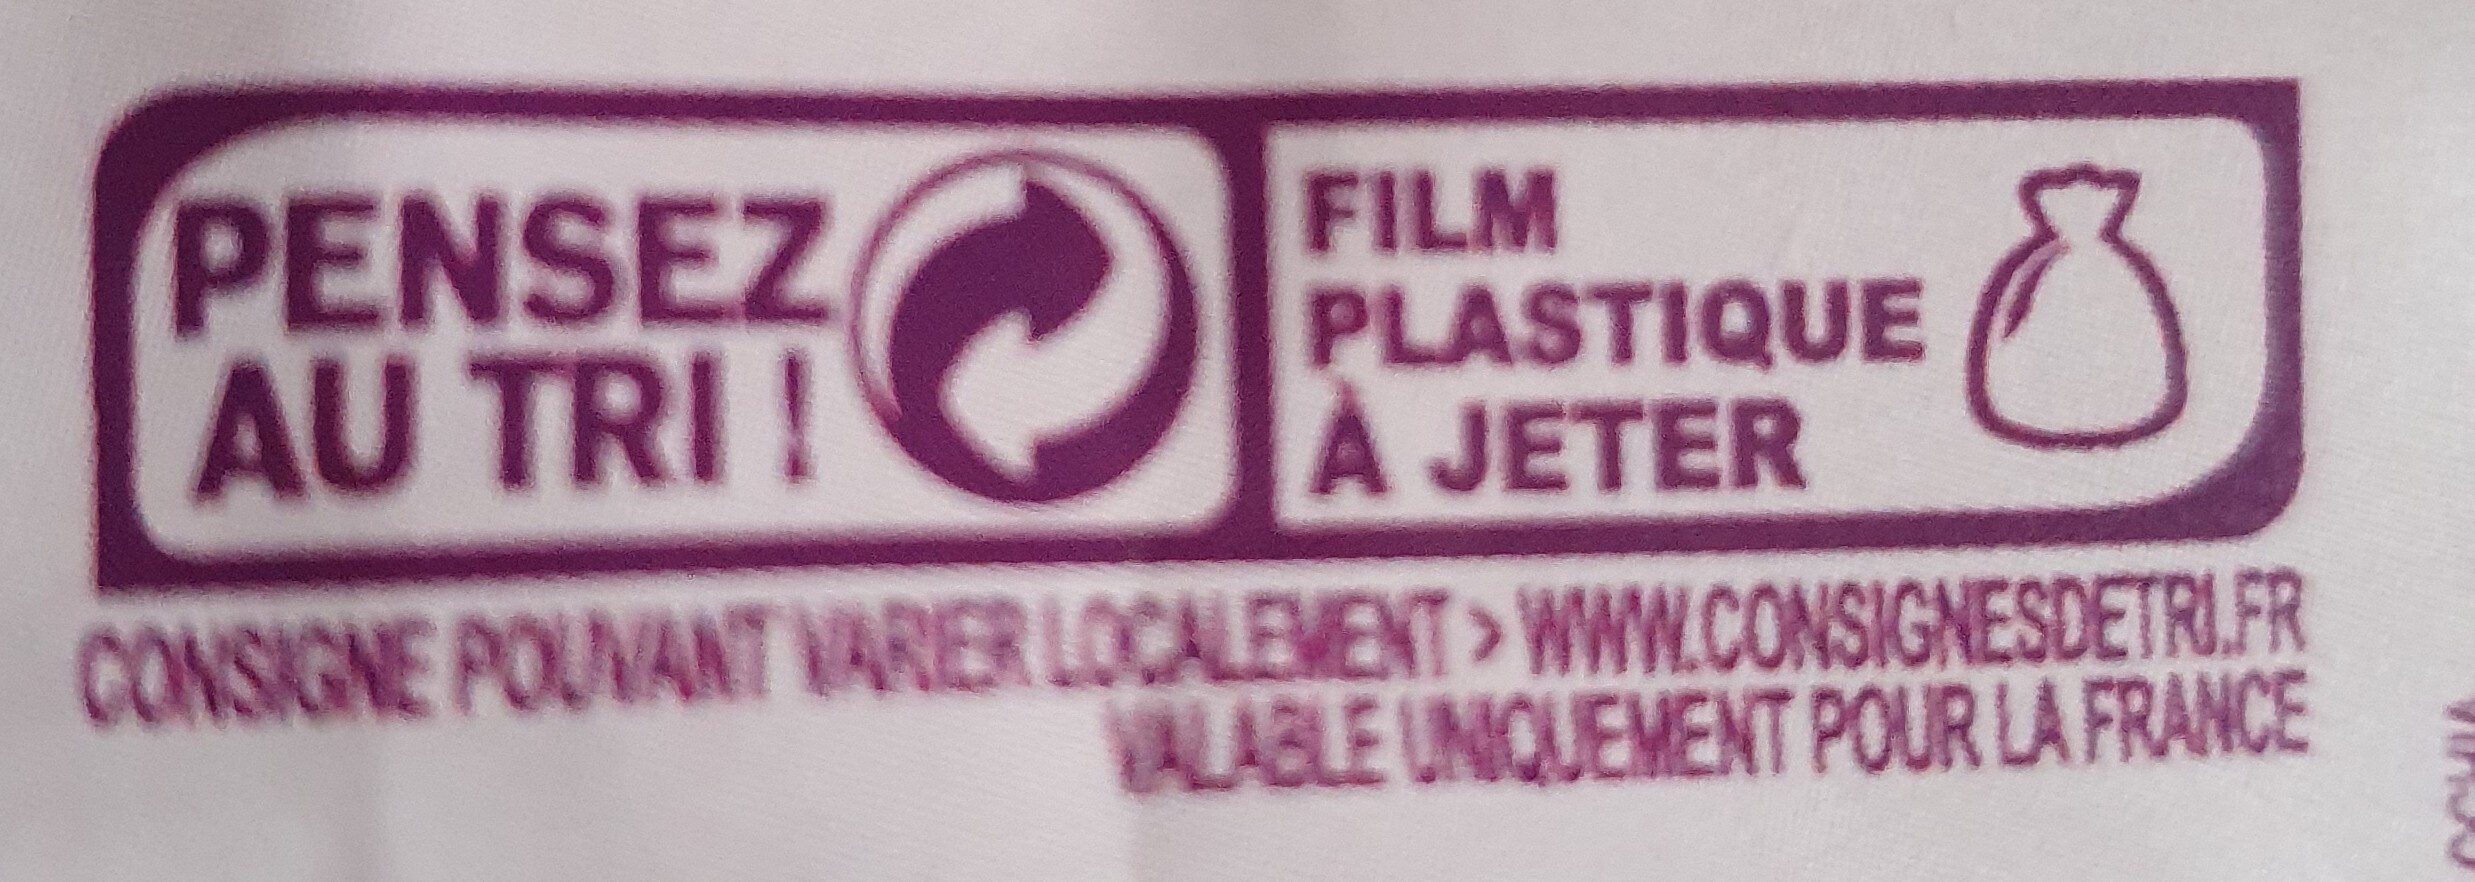 PENSEZ
AU TRI !
FILM
PLASTIQUE
À JETER
CONSIGNE POUVANT VARIER LOCALEMENT > WWW.CONSIGNESDETRI.FR
VALABLE UNIQUEMENT POUR LA FRANCE